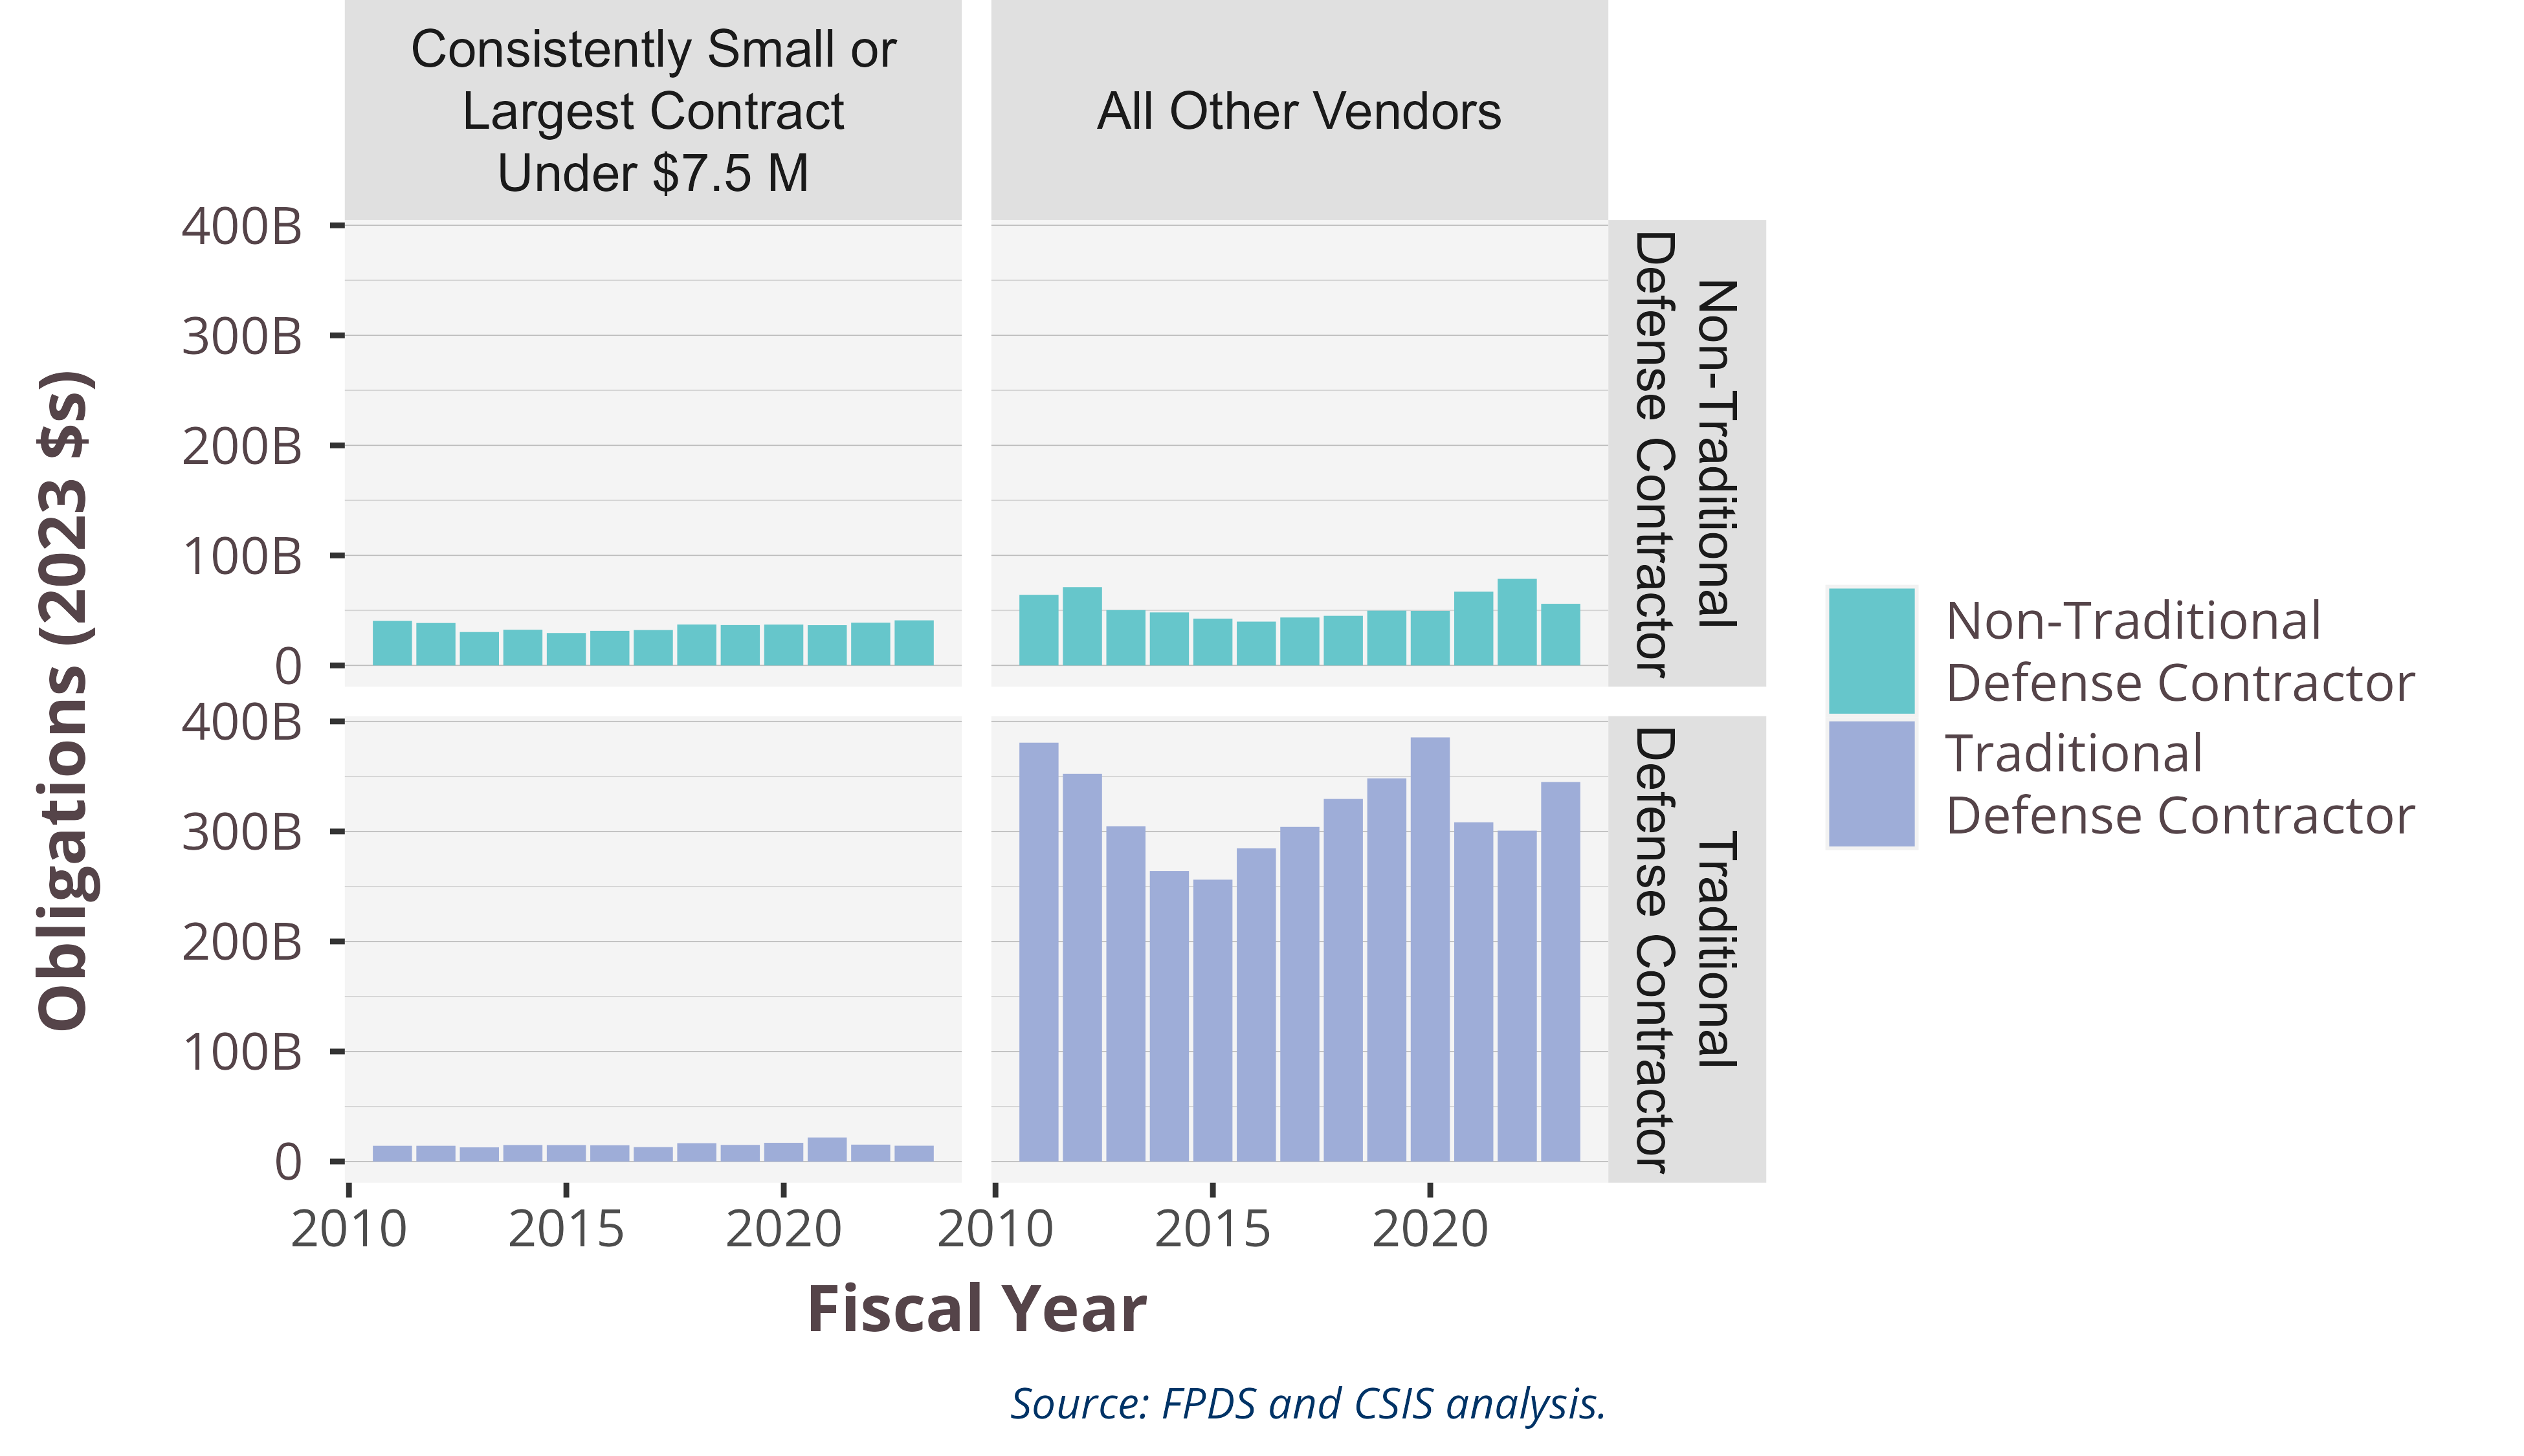 Consistently Small or
Largest Contract
Under $7.5 M
All Other Vendors
Obligations (2023 $s)
400B
300B
200B
100B
0
Non-Traditional
Defense Contractor
400B
300B
200B
100B
0
Traditional
Defense Contractor
2010
2015
2020
2010
2015
2020
Fiscal Year
Non-Traditional
Defense Contractor
Traditional
Defense Contractor
Source: FPDS and CSIS analysis.